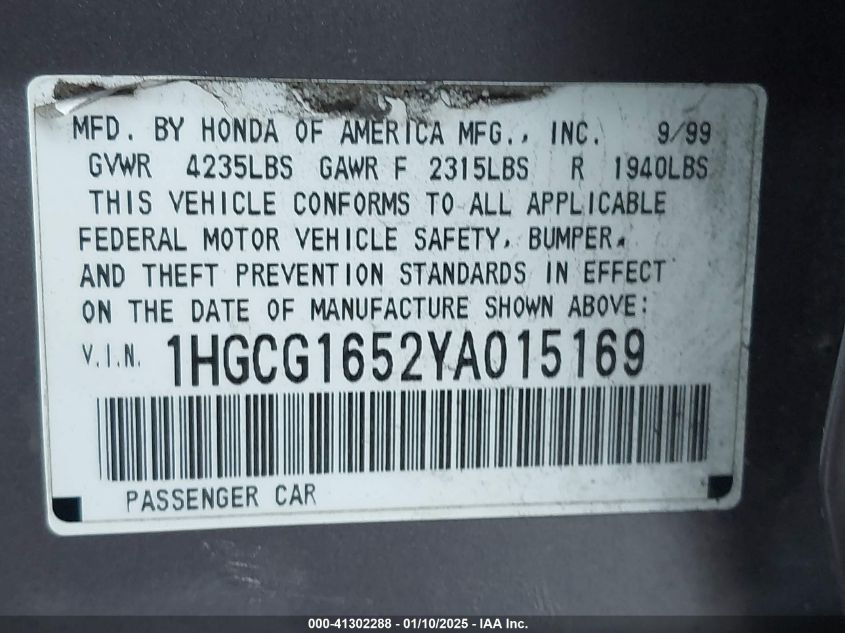 MFD. BY HONDA OF AMERICA MFG., INC. 9/99
GVWR 4235LBS GAWR F 2315LBS R 1940LBS
THIS VEHICLE CONFORMS TO ALL APPLICABLE
FEDERAL MOTOR VEHICLE SAFETY, BUMPER,
AND THEFT PREVENTION STANDARDS IN EFFECT
ON THE DATE OF MANUFACTURE SHOWN ABOVE:
V.I.N. 1HGCG1652YA015169
PASSENGER CAR
000-41302288 - 01/10/2025 - IAA Inc.